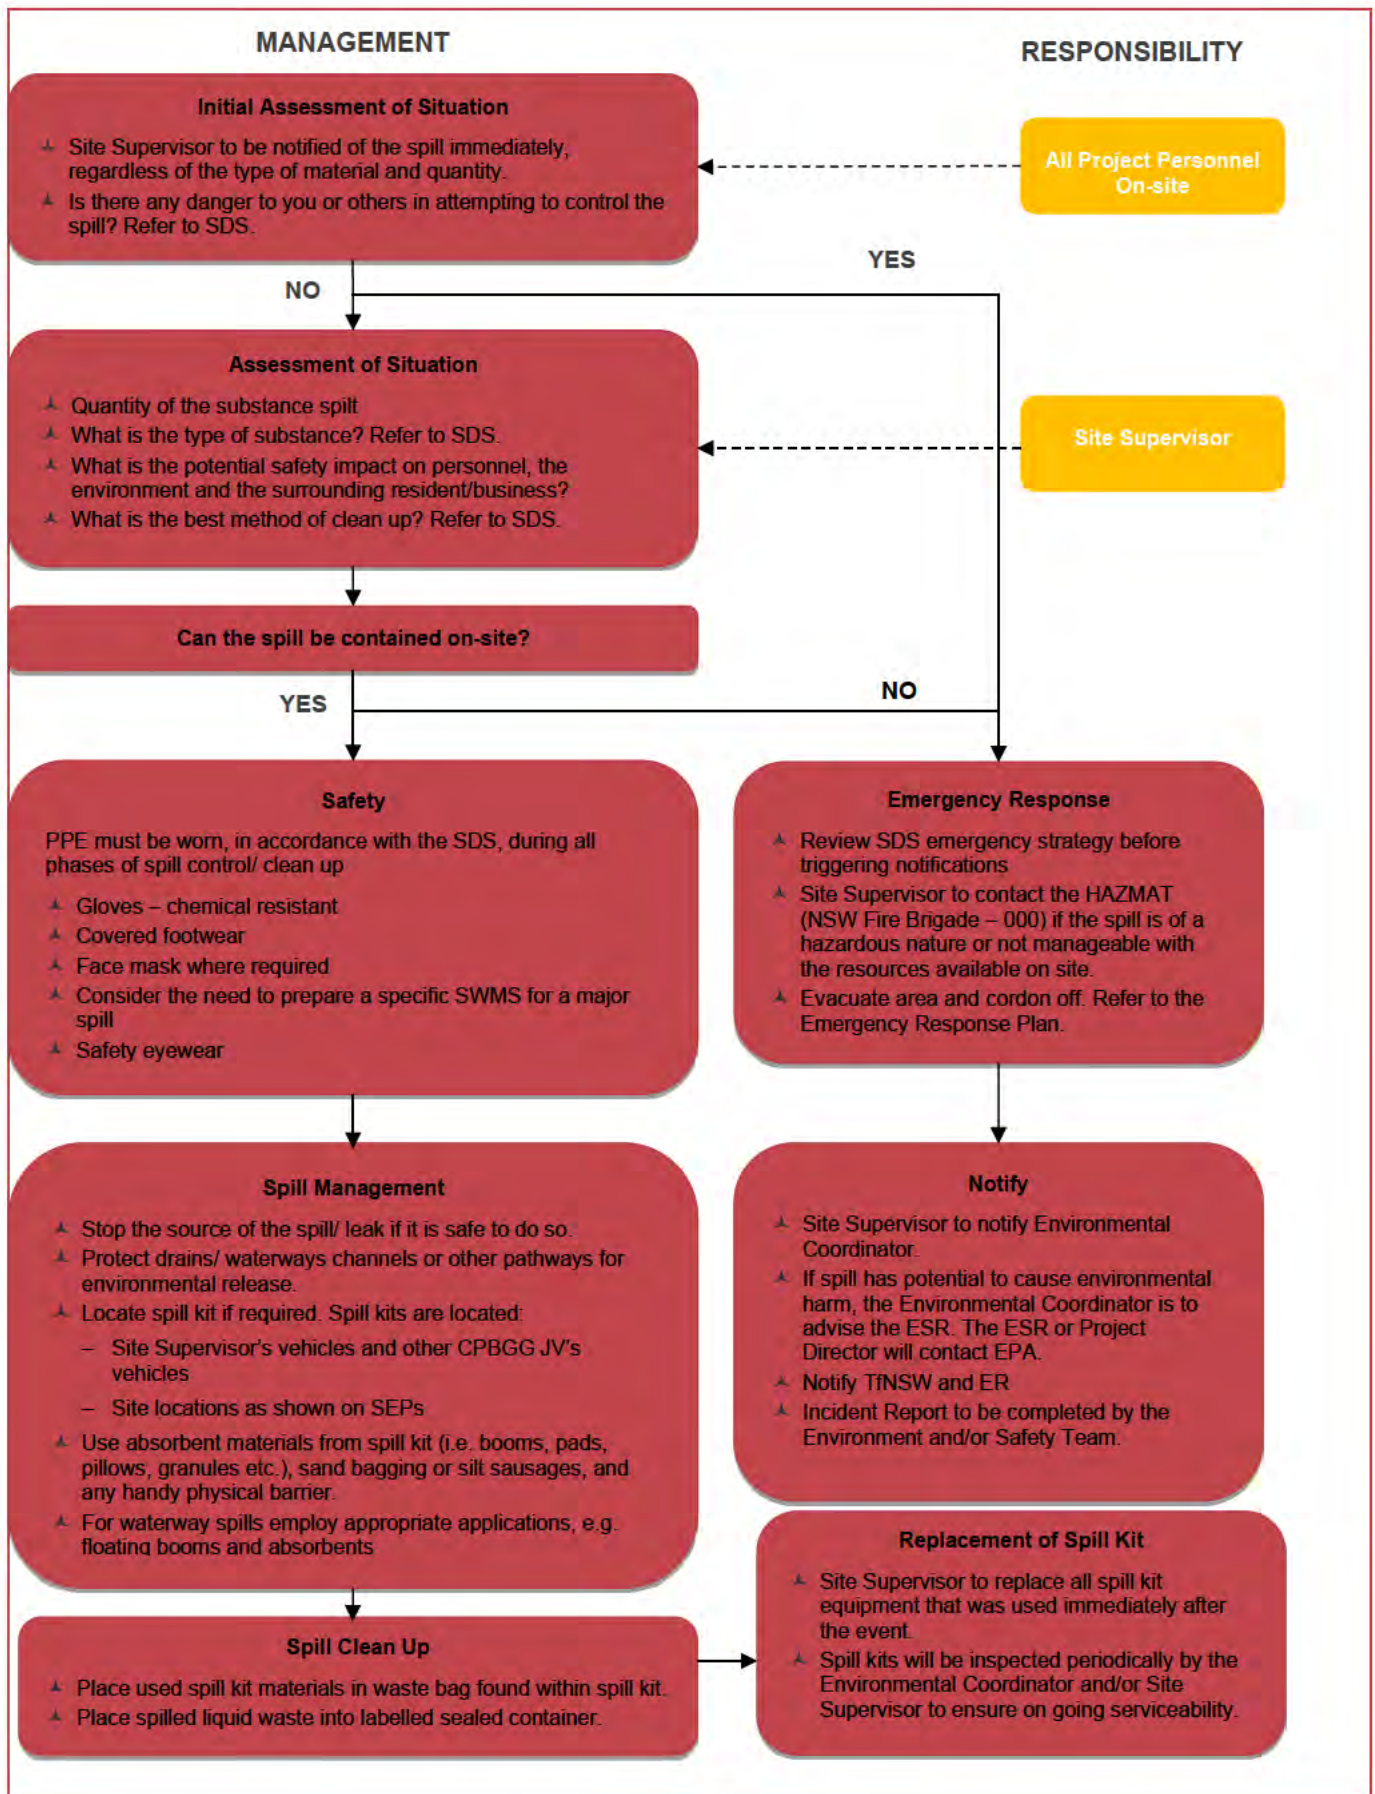 MANAGEMENT
RESPONSIBILITY
Initial Assessment of Situation
Site Supervisor to be notified of the spill immediately,
regardless of the type of material and quantity.
Is there any danger to you or others in attempting to control the
spill? Refer to SDS.
All Project Personnel
On-site
YES
NO
Assessment of Situation
Quantity of the substance spilt
What is the type of substance? Refer to SDS.
What is the potential safety impact on personnel, the
environment and the surrounding resident/business?
What is the best method of clean up? Refer to SDS.
Site Supervisor
Can the spill be contained on-site?
YES
NO
Safety
PPE must be worn, in accordance with the SDS, during all
phases of spill control/ clean up
Gloves – chemical resistant
Covered footwear
Face mask where required
Consider the need to prepare a specific SWMS for a major
spill
Safety eyewear
Emergency Response
Review SDS emergency strategy before
triggering notifications
Site Supervisor to contact the HAZMAT
(NSW Fire Brigade – 000) if the spill is of a
hazardous nature or not manageable with
the resources available on site.
Evacuate area and cordon off. Refer to the
Emergency Response Plan.
Spill Management
Stop the source of the spill/ leak if it is safe to do so.
Protect drains/ waterways channels or other pathways for
environmental release.
Locate spill kit if required. Spill kits are located:
– Site Supervisor's vehicles and other CPBGG JV's
vehicles
– Site locations as shown on SEPs
Use absorbent materials from spill kit (i.e. booms, pads,
pillows, granules etc.), sand bagging or silt sausages, and
any handy physical barrier.
For waterway spills employ appropriate applications, e.g.
floating booms and absorbents
Notify
Site Supervisor to notify Environmental
Coordinator.
If spill has potential to cause environmental
harm, the Environmental Coordinator is to
advise the ESR. The ESR or Project
Director will contact EPA.
Notify TfNSW and ER
Incident Report to be completed by the
Environment and/or Safety Team.
Spill Clean Up
Place used spill kit materials in waste bag found within spill kit.
Place spilled liquid waste into labelled sealed container.
Replacement of Spill Kit
Site Supervisor to replace all spill kit
equipment that was used immediately after
the event.
Spill kits will be inspected periodically by the
Environmental Coordinator and/or Site
Supervisor to ensure on going serviceability.